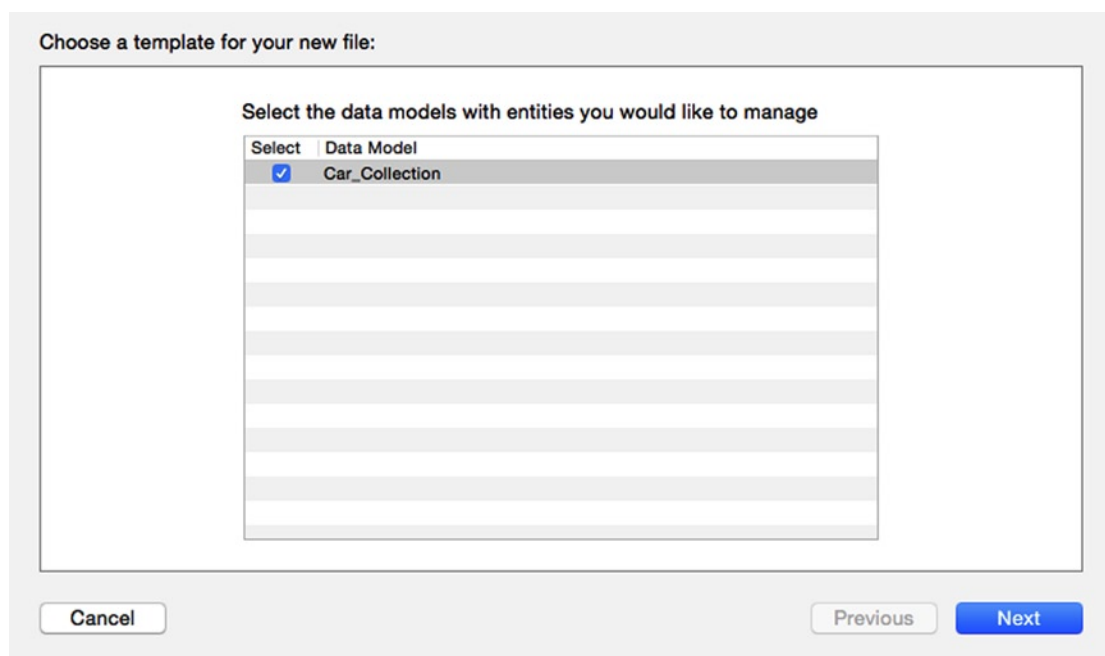 Choose a template for your new file:
Select the data models with entities you would like to manage
Select Data Model
Car_Collection
Cancel Previous Next